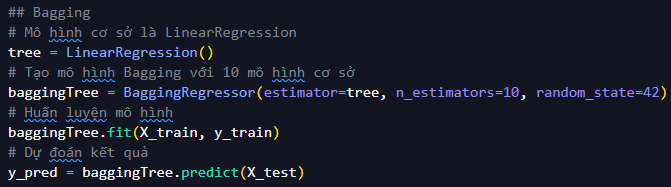 ## Bagging
# Mô hình cơ sở là LinearRegression
tree = LinearRegression()
# Tạo mô hình Bagging với 10 mô hình cơ sở
baggingTree = BaggingRegressor(estimator=tree, n_estimators=10, random_state=42)
# Huấn luyện mô hình
baggingTree.fit(X_train, y_train)
# Dự đoán kết quả
y_pred = baggingTree.predict(X_test)